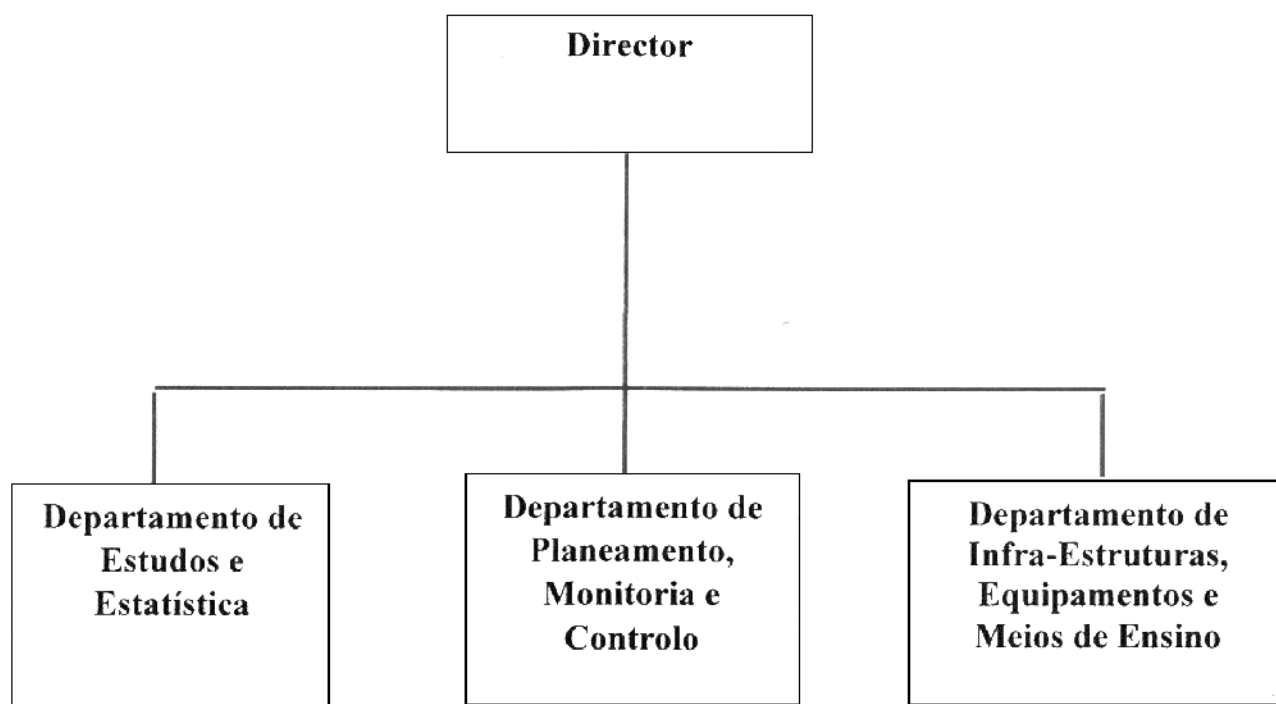 Director
Departamento de
Estudos e
Estatística
Departamento de
Planeamento,
Monitoria e
Controlo
Departamento de
Infra-Estruturas,
Equipamentos e
Meios de Ensino